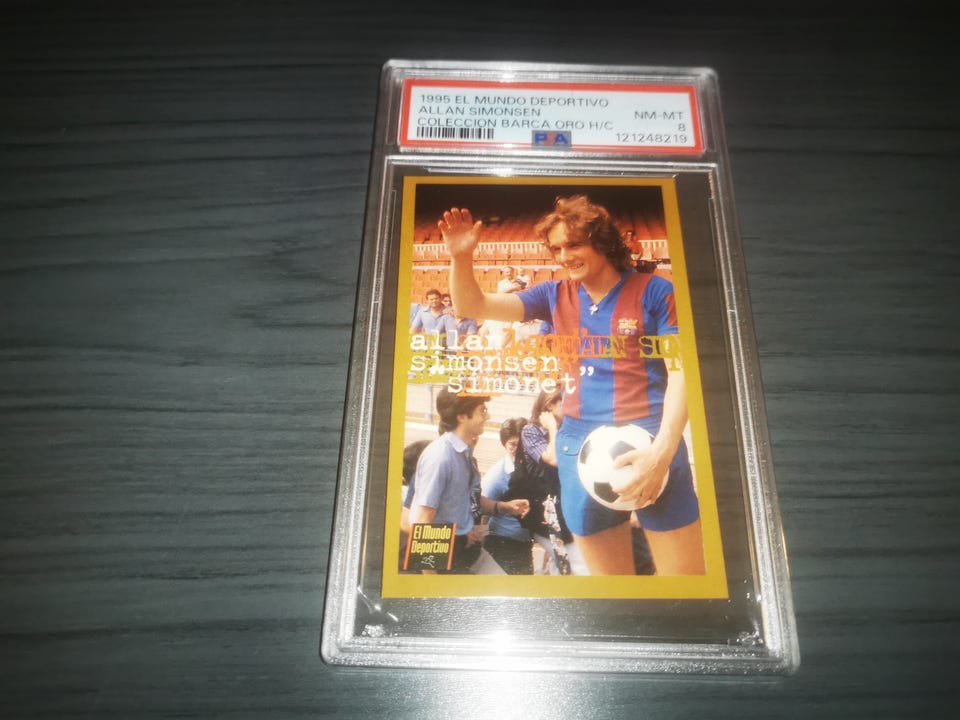 1995 EL MUNDO DEPORTIVO
ALLAN SIMONSEN NM-MT
COLECCION BARCA ORO H/C 8
PSA 121248219
allan
simonsen
"simonet"
El Mundo
Deportivo